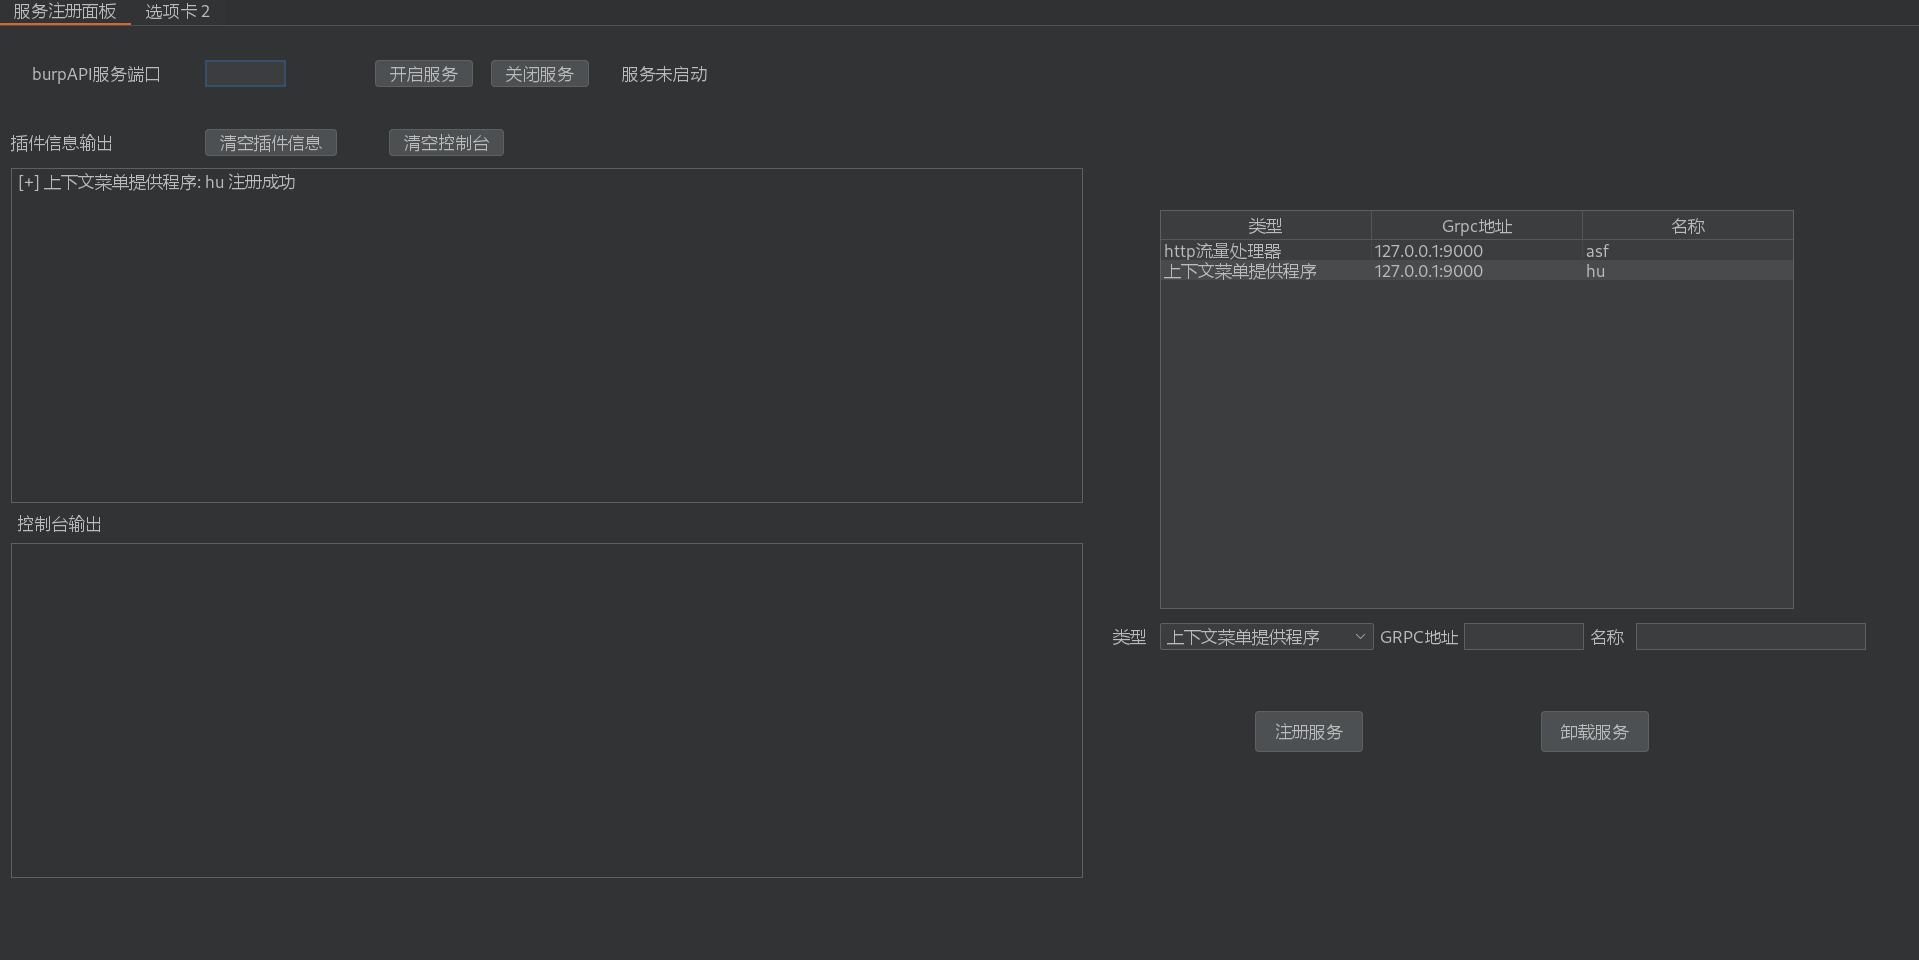 服务注册面板 选项卡 2
burpAPI服务端口 开启服务 关闭服务 服务未启动
插件信息输出 清空插件信息 清空控制台
[+] 上下文菜单提供程序: hu 注册成功
类型 Grpc地址 名称
http流量处理器 127.0.0.1:9000 asf
上下文菜单提供程序 127.0.0.1:9000 hu
控制台输出
类型 上下文菜单提供程序 GRPC地址 名称
注册服务 卸载服务